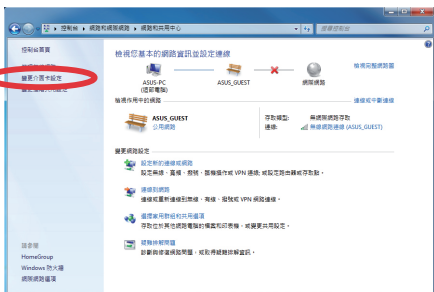 控制台 ▸ 網路和網際網路 ▸ 網路和共用中心
搜尋控制台
控制台首頁
變更介面卡設定
檢視您基本的網路資訊並設定連線
檢視完整網路圖
ASUS-PC
(這部電腦)
ASUS_GUEST
網際網路
檢視作用中的網路
連線或中斷連線
ASUS_GUEST
公用網路
存取類型: 無網際網路存取
連線: 無線網路連線 (ASUS_GUEST)
變更網路設定
設定新的連線或網路
設定無線、寬頻、撥號、臨機操作或 VPN 連線; 或設定路由器或存取點。
連線到網路
連線或重新連線到無線、有線、撥號或 VPN 網路連線。
選擇家用群組和共用選項
存取位於其他網路電腦的檔案和印表機，或變更共用設定。
疑難排解問題
診斷與修復網路問題，或取得疑難排解資訊。
請參閱
HomeGroup
Windows 防火牆
網際網路選項